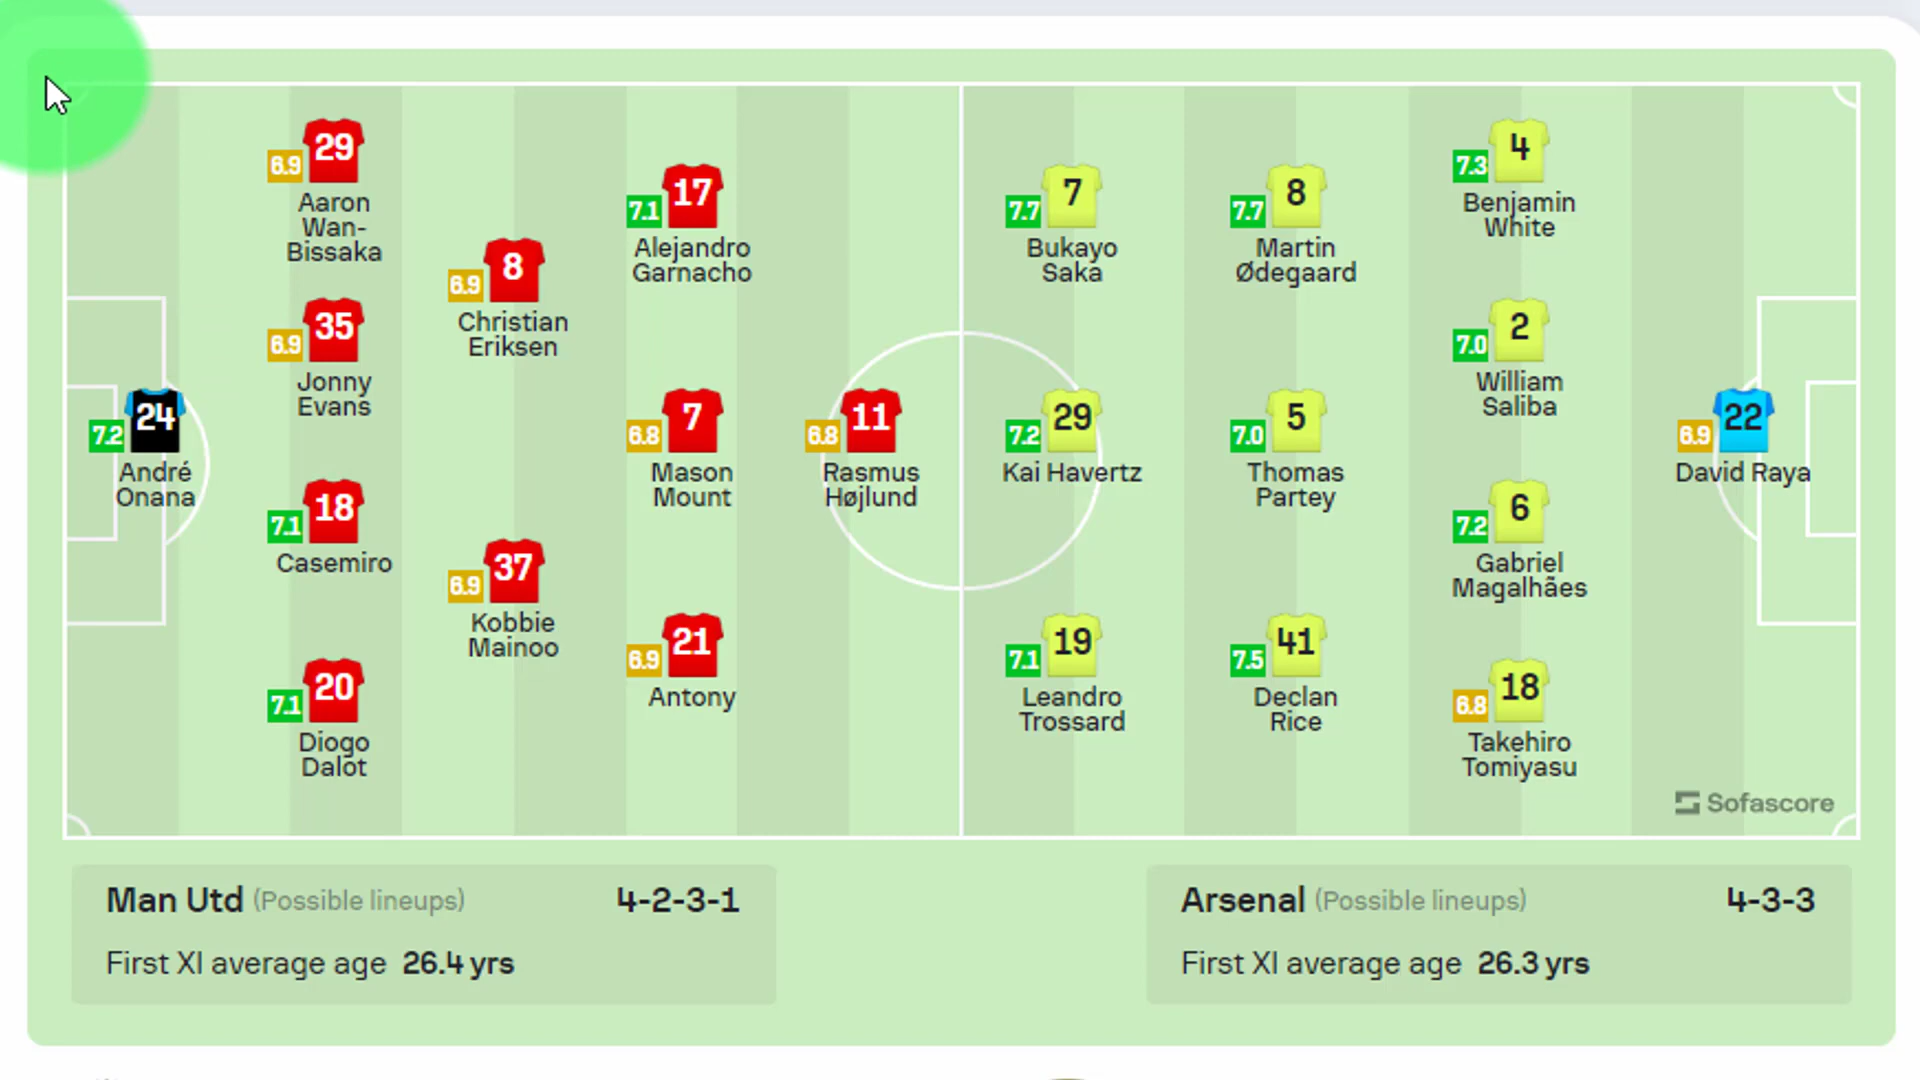 29
6.9
Aaron
Wan-
Bissaka
35
6.9
Jonny
Evans
24
7.2
André
Onana
18
7.1
Casemiro
20
7.1
Diogo
Dalot
8
6.9
Christian
Eriksen
37
6.9
Kobbie
Mainoo
17
7.1
Alejandro
Garnacho
7
6.8
Mason
Mount
21
6.9
Antony
11
6.8
Rasmus
Højlund
7
7.7
Bukayo
Saka
29
7.2
Kai Havertz
19
7.1
Leandro
Trossard
8
7.7
Martin
Ødegaard
5
7.0
Thomas
Partey
41
7.5
Declan
Rice
4
7.3
Benjamin
White
2
7.0
William
Saliba
6
7.2
Gabriel
Magalhães
18
6.8
Takehiro
Tomiyasu
22
6.9
David Raya
Sofascore
Man Utd (Possible lineups) 4-2-3-1
First XI average age 26.4 yrs
Arsenal (Possible lineups) 4-3-3
First XI average age 26.3 yrs